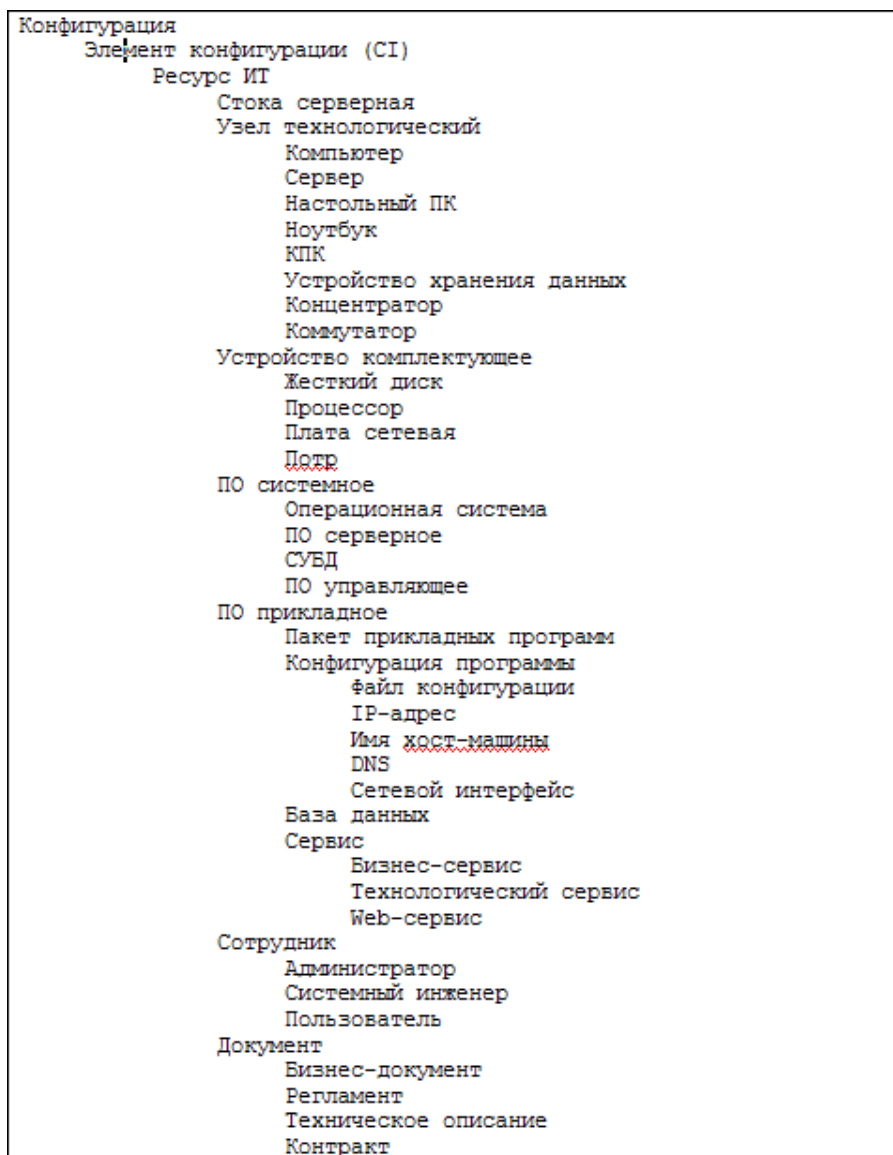 Конфигурация
Элемент конфигурации (CI)
Ресурс ИТ
Стока серверная
Узел технологический
Компьютер
Сервер
Настольный ПК
Ноутбук
КПК
Устройство хранения данных
Концентратор
Коммутатор
Устройство комплектующее
Жесткий диск
Процессор
Плата сетевая
Потр
ПО системное
Операционная система
ПО серверное
СУБД
ПО управляющее
ПО прикладное
Пакет прикладных программ
Конфигурация программы
Файл конфигурации
IP-адрес
Имя хост-машины
DNS
Сетевой интерфейс
База данных
Сервис
Бизнес-сервис
Технологический сервис
Web-сервис
Сотрудник
Администратор
Системный инженер
Пользователь
Документ
Бизнес-документ
Регламент
Техническое описание
Контракт